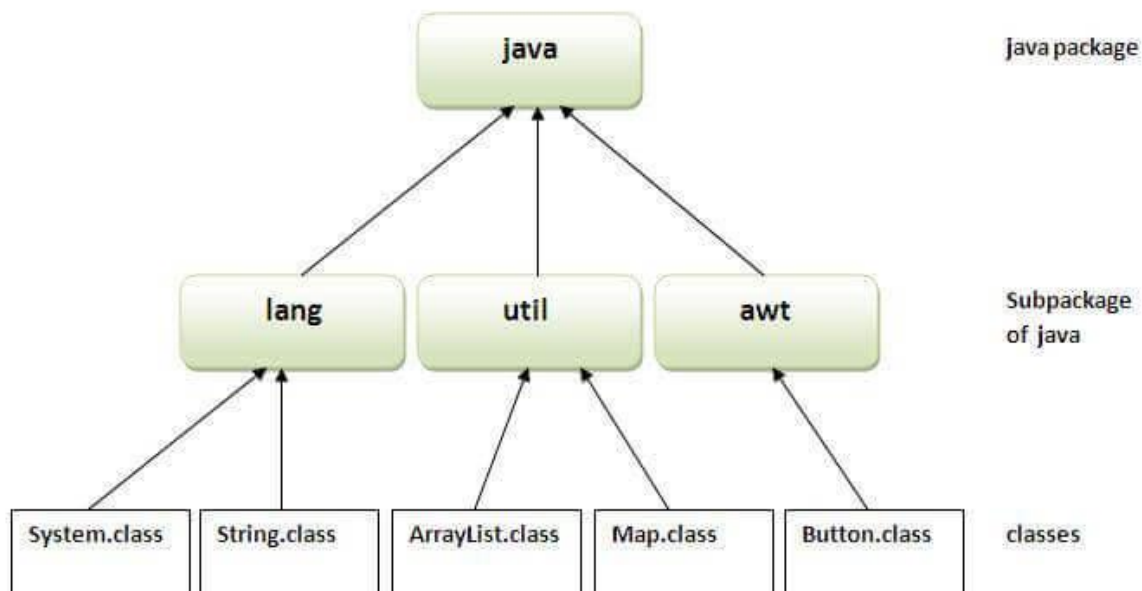 java
java package
lang
util
awt
Subpackage
of java
System.class
String.class
ArrayList.class
Map.class
Button.class
classes